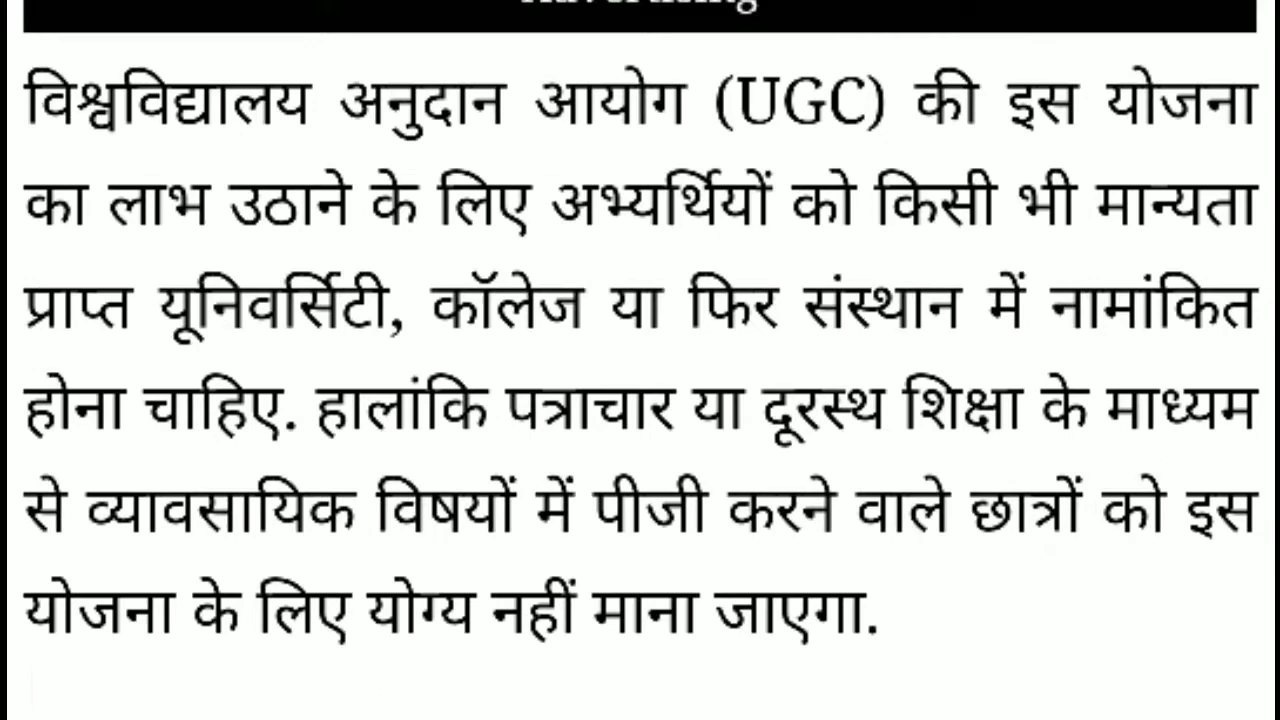 विश्वविद्यालय अनुदान आयोग (UGC) की इस योजना
का लाभ उठाने के लिए अभ्यर्थियों को किसी भी मान्यता
प्राप्त यूनिवर्सिटी, कॉलेज या फिर संस्थान में नामांकित
होना चाहिए. हालांकि पत्राचार या दूरस्थ शिक्षा के माध्यम
से व्यावसायिक विषयों में पीजी करने वाले छात्रों को इस
योजना के लिए योग्य नहीं माना जाएगा.